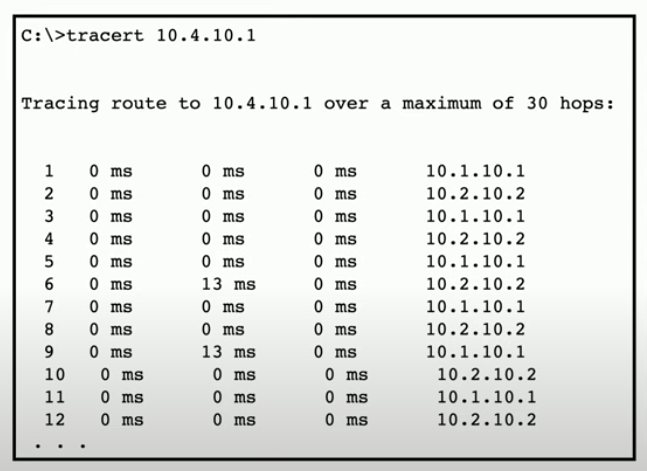 C:\>tracert 10.4.10.1
Tracing route to 10.4.10.1 over a maximum of 30 hops:
1 0 ms 0 ms 0 ms 10.1.10.1
2 0 ms 0 ms 0 ms 10.2.10.2
3 0 ms 0 ms 0 ms 10.1.10.1
4 0 ms 0 ms 0 ms 10.2.10.2
5 0 ms 0 ms 0 ms 10.1.10.1
6 0 ms 13 ms 0 ms 10.2.10.2
7 0 ms 0 ms 0 ms 10.1.10.1
8 0 ms 0 ms 0 ms 10.2.10.2
9 0 ms 13 ms 0 ms 10.1.10.1
10 0 ms 0 ms 0 ms 10.2.10.2
11 0 ms 0 ms 0 ms 10.1.10.1
12 0 ms 0 ms 0 ms 10.2.10.2
. . .